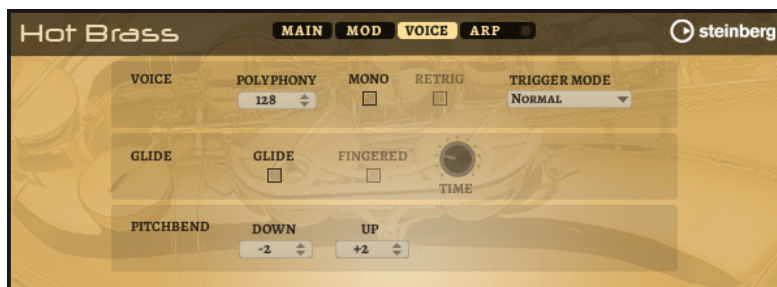 Hot Brass
MAIN MOD VOICE ARP
steinberg
VOICE POLYPHONY MONO RETRIG TRIGGER MODE
128 NORMAL
GLIDE GLIDE FINGERED
TIME
PITCHBEND DOWN UP
-2 +2